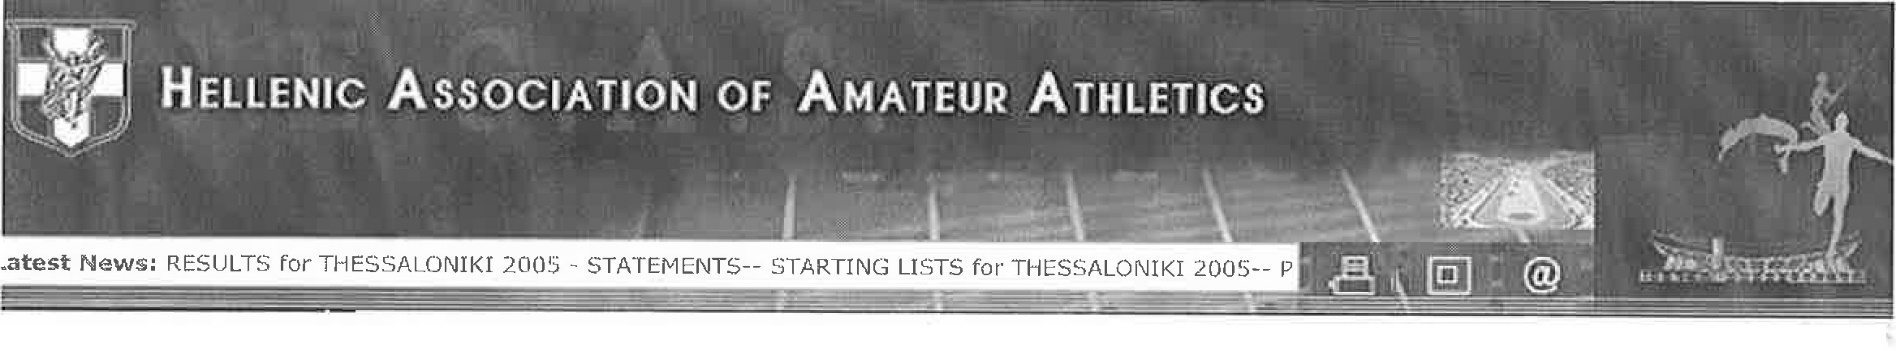 HELLENIC ASSOCIATION OF AMATEUR ATHLETICS
.atest News: RESULTS for THESSALONIKI 2005 - STATEMENTS-- STARTING LISTS for THESSALONIKI 2005-- P
@